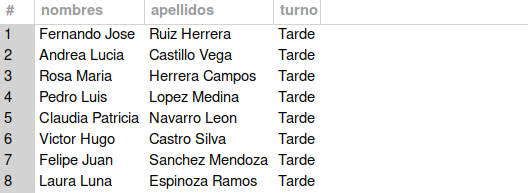 # nombres apellidos turno
1 Fernando Jose Ruiz Herrera Tarde
2 Andrea Lucia Castillo Vega Tarde
3 Rosa Maria Herrera Campos Tarde
4 Pedro Luis Lopez Medina Tarde
5 Claudia Patricia Navarro Leon Tarde
6 Victor Hugo Castro Silva Tarde
7 Felipe Juan Sanchez Mendoza Tarde
8 Laura Luna Espinoza Ramos Tarde